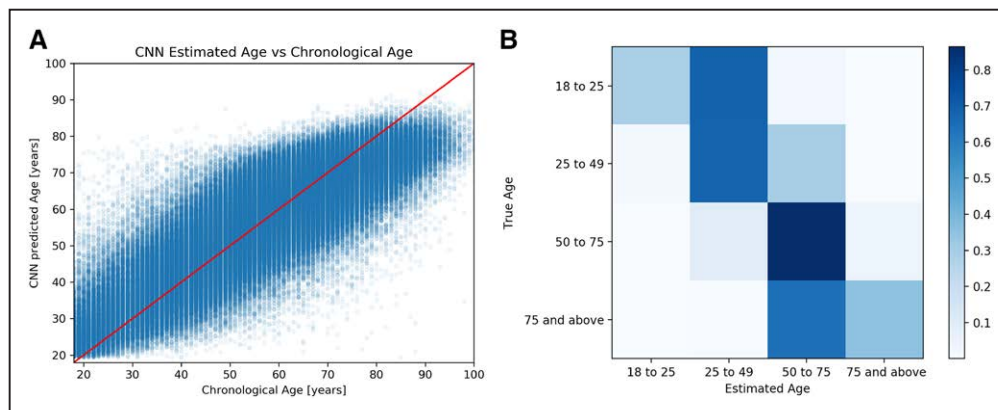 A
CNN Estimated Age vs Chronological Age
100
90
80
70
60
50
40
30
20
CNN predicted Age [years]
20 30 40 50 60 70 80 90 100
Chronological Age [years]
B
True Age
18 to 25
25 to 49
50 to 75
75 and above
18 to 25 25 to 49 50 to 75 75 and above
Estimated Age
0.8
0.7
0.6
0.5
0.4
0.3
0.2
0.1